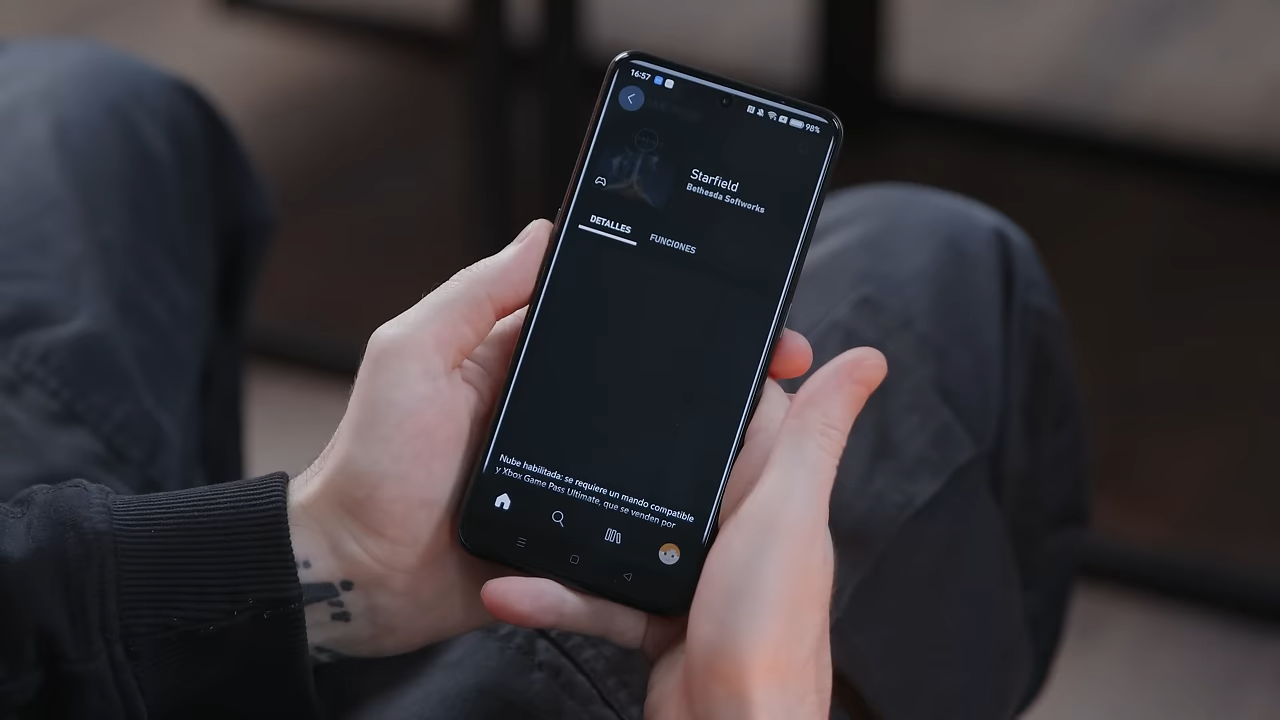 16:57
98%
Starfield
Bethesda Softworks
DETALLES
FUNCIONES
Nube habilitada: se requiere un mando compatible
y Xbox Game Pass Ultimate, que se venden por